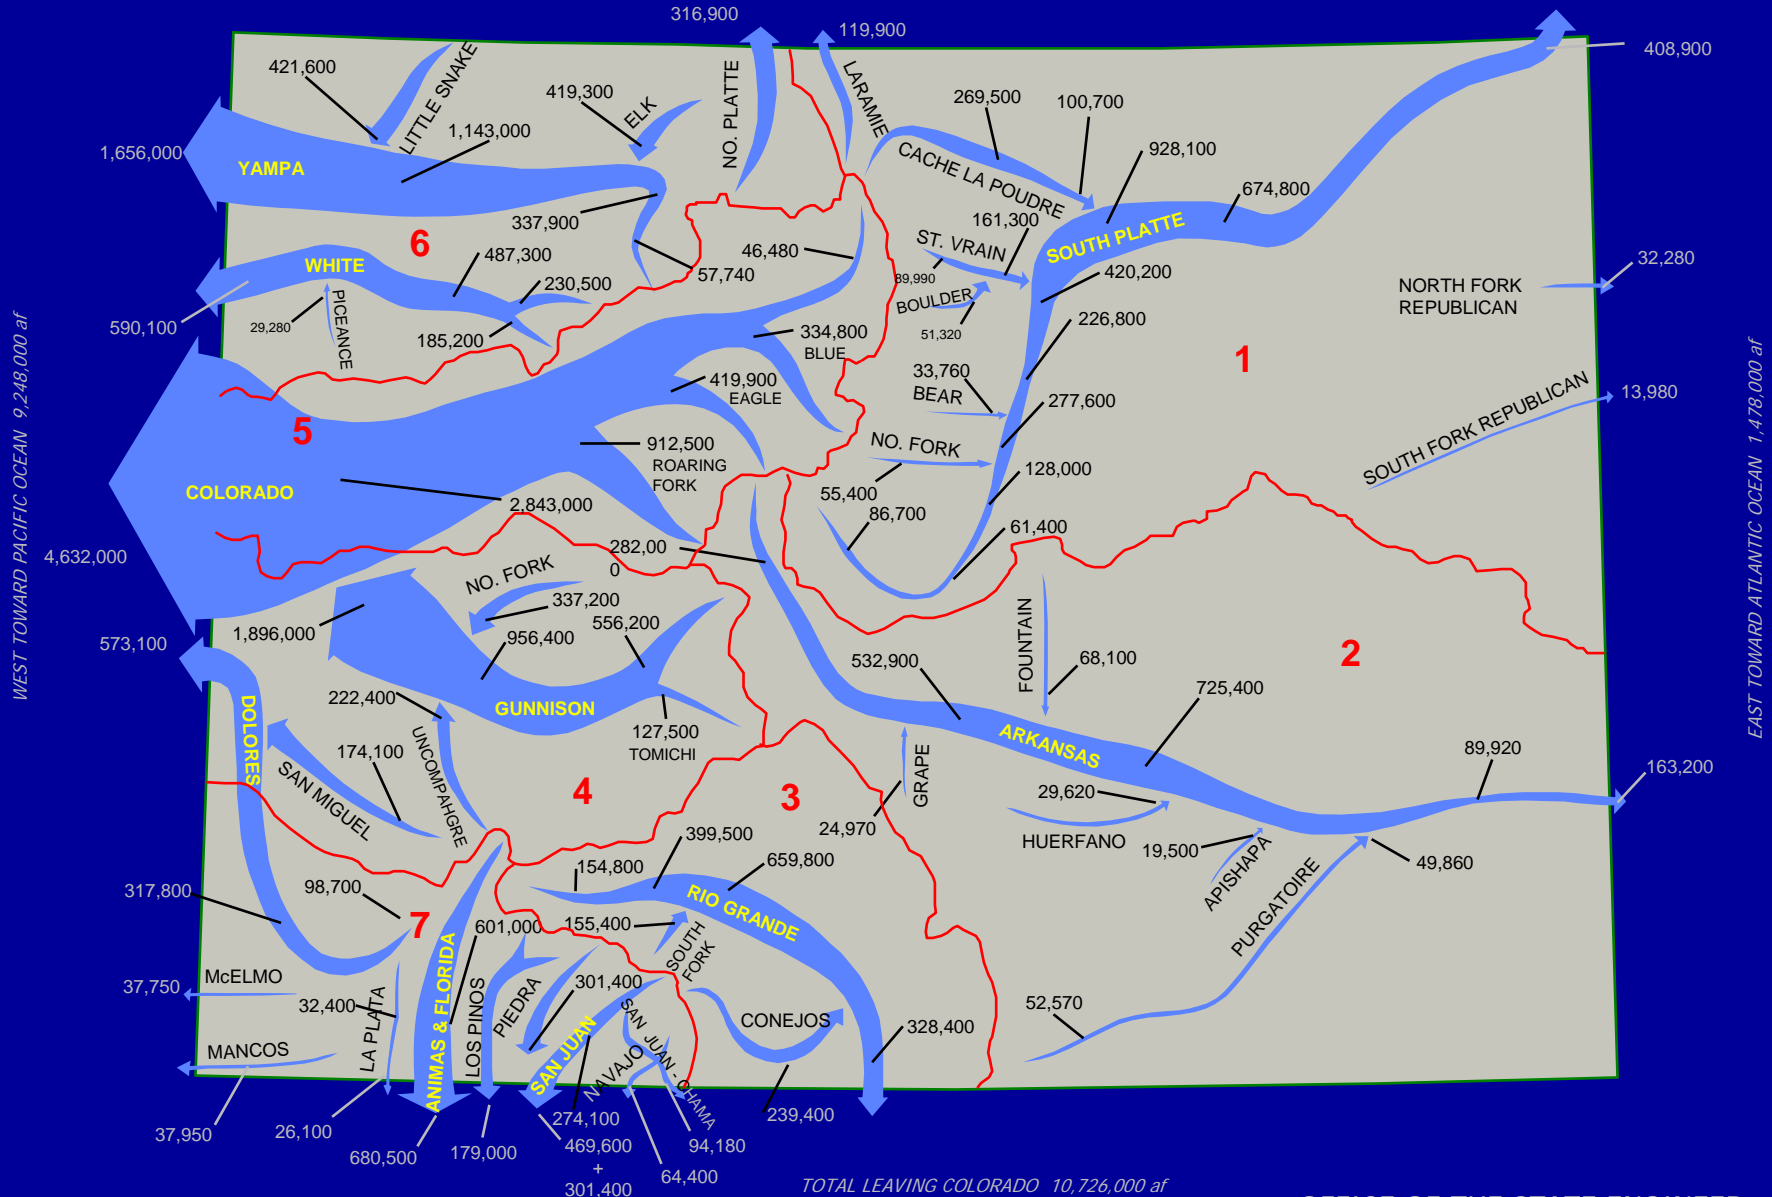 316,900
119,900
408,900
421,600
LITTLE SNAKE
419,300
ELK
NO. PLATTE
LARAMIE
269,500
100,700
1,143,000
928,100
1,656,000
YAMPA
CACHE LA POUDRE
674,800
337,900
161,300
SOUTH PLATTE
6
487,300
46,480
ST. VRAIN
WHITE
57,740
89,990
420,200
32,280
230,500
BOULDER
NORTH FORK
REPUBLICAN
PICEANCE
29,280
590,100
185,200
334,800
BLUE
51,320
226,800
1
419,900
EAGLE
33,760
BEAR
277,600
13,980
SOUTH FORK REPUBLICAN
5
912,500
ROARING
FORK
NO. FORK
128,000
COLORADO
2,843,000
55,400
86,700
61,400
4,632,000
282,00
0
NO. FORK
337,200
556,200
1,896,000
956,400
573,100
FOUNTAIN
532,900
68,100
2
725,400
222,400
GUNNISON
DOLORES
127,500
TOMICHI
ARKANSAS
174,100
SAN MIGUEL
UNCOMPAHGRE
GRAPE
89,920
163,200
4
3
29,620
24,970
HUERFANO
19,500
APISHAPA
49,860
399,500
154,800
659,800
317,800
98,700
RIO GRANDE
PURGATOIRE
7
601,000
155,400
SOUTH
FORK
McELMO
37,750
32,400
LA PLATA
ANIMAS & FLORIDA
LOS PINOS
PIEDRA
301,400
SAN JUAN
NAVAJO
SAN JUAN - CHAMA
CONEJOS
328,400
52,570
MANCOS
274,100
239,400
37,950
26,100
680,500
179,000
469,600
+
301,400
94,180
64,400
WEST TOWARD PACIFIC OCEAN 9,248,000 af
EAST TOWARD ATLANTIC OCEAN 1,478,000 af
TOTAL LEAVING COLORADO 10,726,000 af